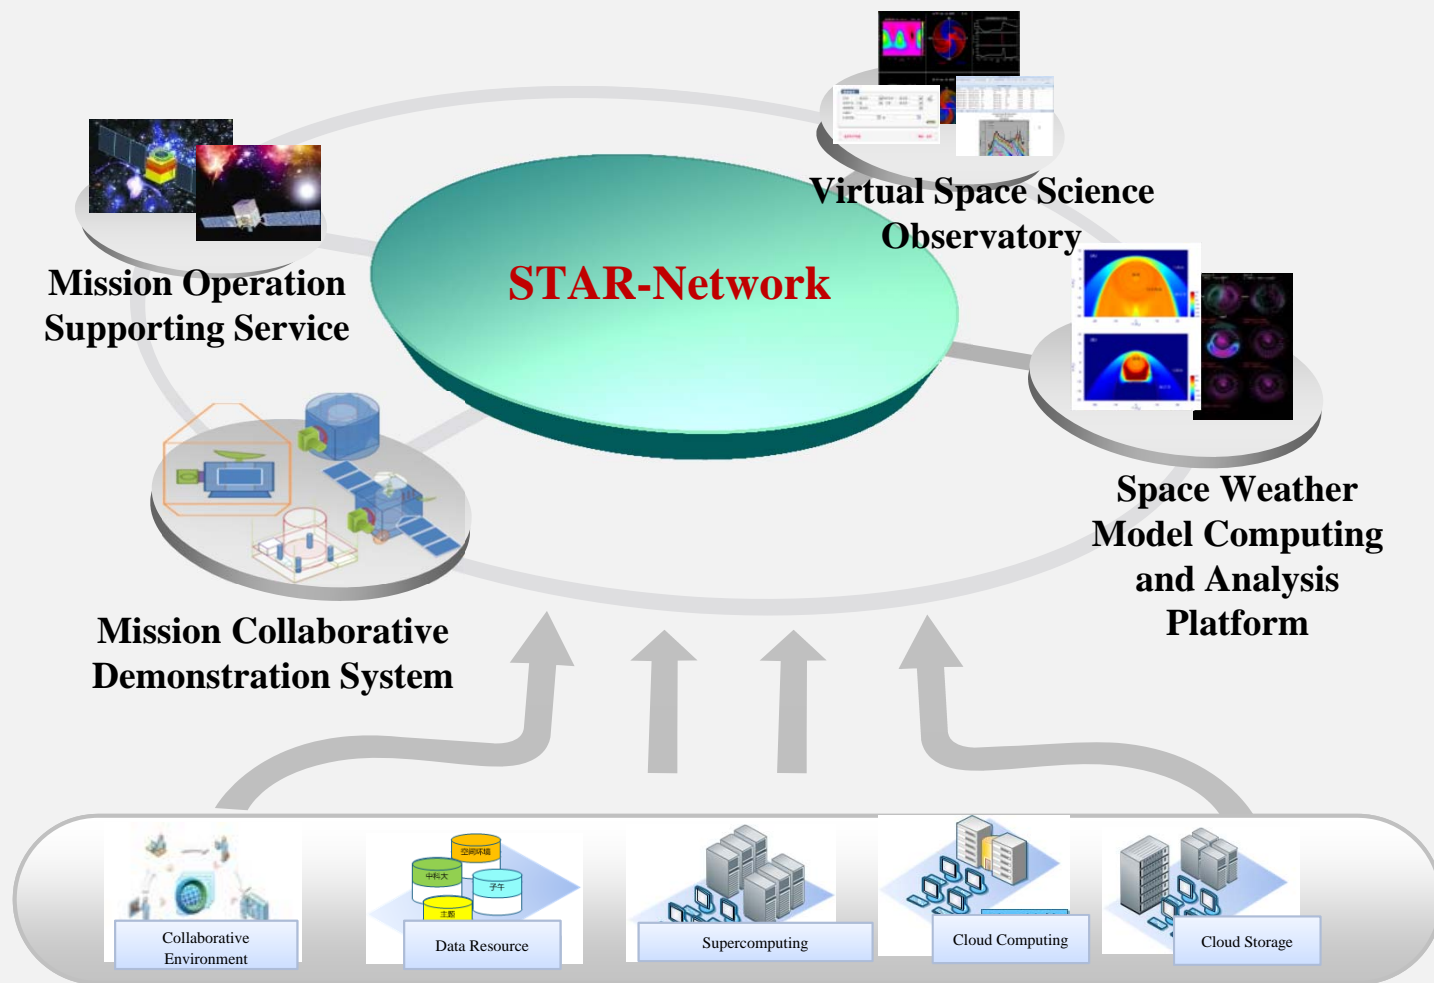 Virtual Space Science
Observatory
STAR-Network
Mission Operation
Supporting Service
Space Weather
Model Computing
and Analysis
Platform
Mission Collaborative
Demonstration System
空间环境
中科大
子午
主题
Collaborative
Environment
Data Resource
Supercomputing
Cloud Computing
Cloud Storage